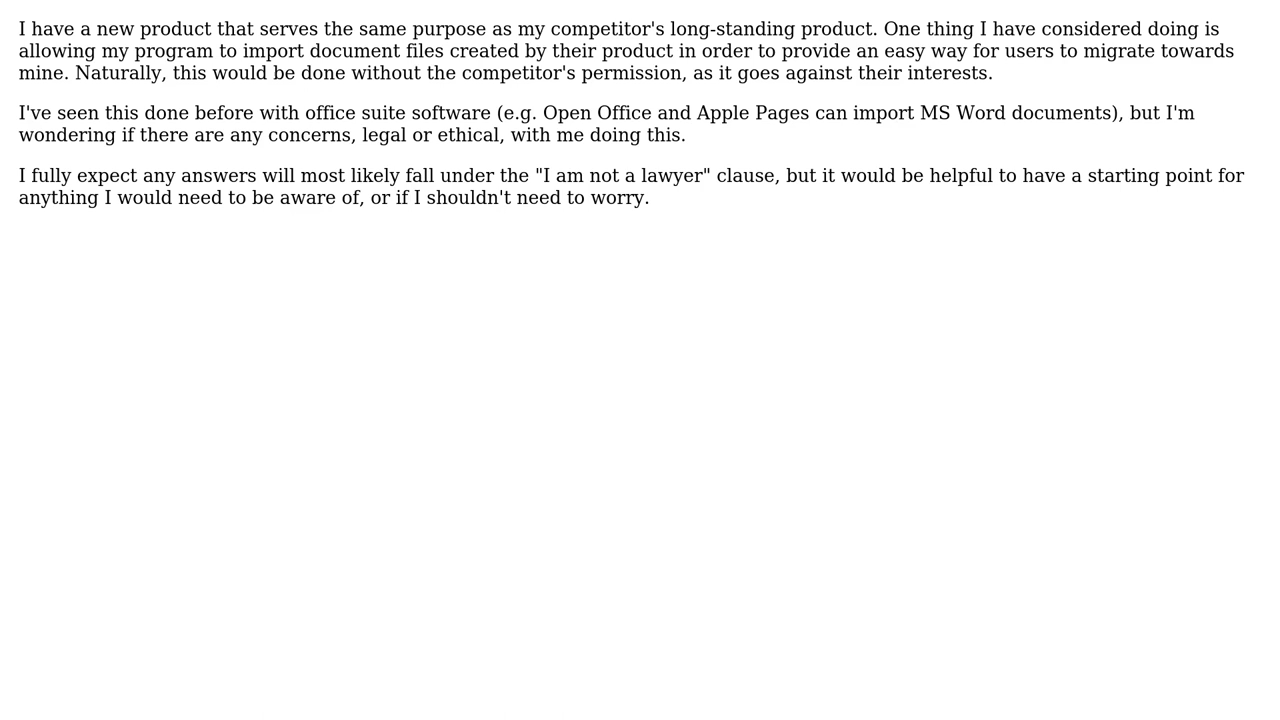 I have a new product that serves the same purpose as my competitor's long-standing product. One thing I have considered doing is
allowing my program to import document files created by their product in order to provide an easy way for users to migrate towards
mine. Naturally, this would be done without the competitor's permission, as it goes against their interests.
I've seen this done before with office suite software (e.g. Open Office and Apple Pages can import MS Word documents), but I'm
wondering if there are any concerns, legal or ethical, with me doing this.
I fully expect any answers will most likely fall under the "I am not a lawyer" clause, but it would be helpful to have a starting point for
anything I would need to be aware of, or if I shouldn't need to worry.